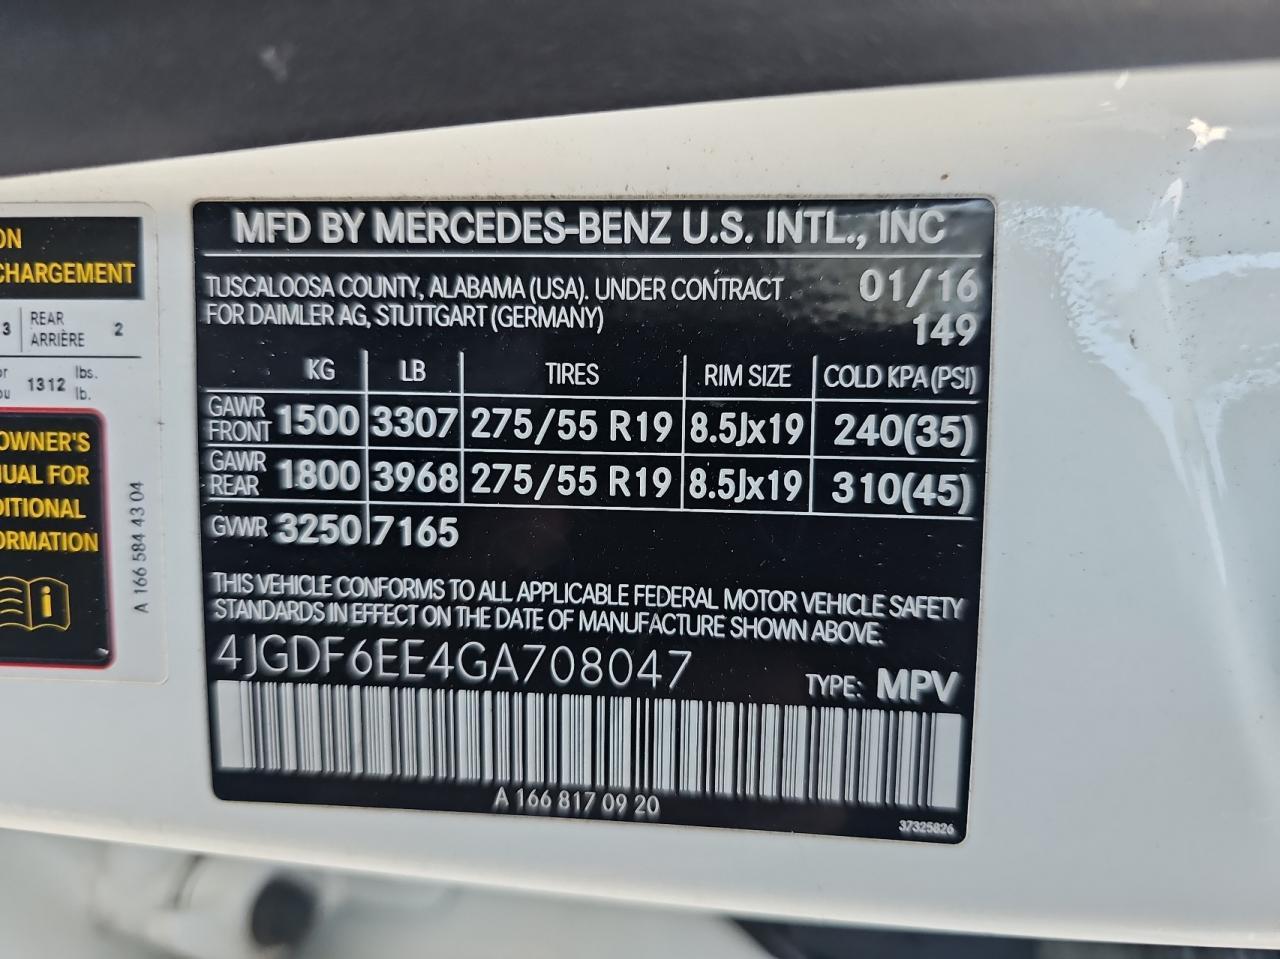 ON
CHARGEMENT
3 REAR ARRIÈRE 2
or ou 1312 lbs. lb.
OWNER'S
UAL FOR
DITIONAL
ORMATION
A 166 584 43 04
MFD BY MERCEDES-BENZ U.S. INTL., INC
TUSCALOOSA COUNTY, ALABAMA (USA). UNDER CONTRACT 01/16
FOR DAIMLER AG, STUTTGART (GERMANY) 149
KG LB TIRES RIM SIZE COLD KPA (PSI)
GAWR FRONT 1500 3307 275/55 R19 8.5Jx19 240(35)
GAWR REAR 1800 3968 275/55 R19 8.5Jx19 310(45)
GVWR 3250 7165
THIS VEHICLE CONFORMS TO ALL APPLICABLE FEDERAL MOTOR VEHICLE SAFETY
STANDARDS IN EFFECT ON THE DATE OF MANUFACTURE SHOWN ABOVE.
4JGDF6EE4GA708047
TYPE: MPV
A 166 817 09 20
37325826